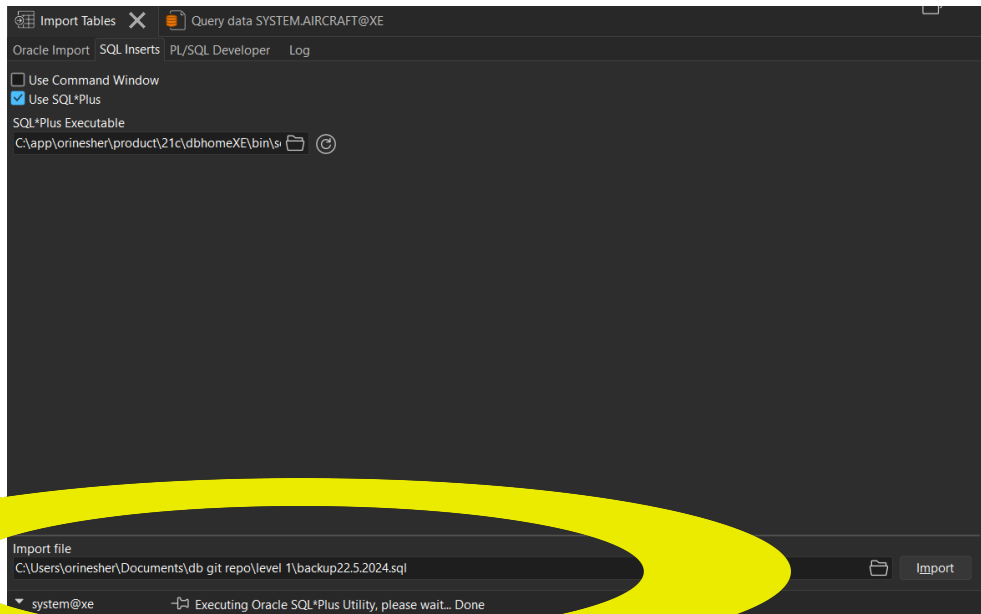 Import Tables
Query data SYSTEM.AIRCRAFT@XE
Oracle Import SQL Inserts PL/SQL Developer Log
Use Command Window
Use SQL*Plus
SQL*Plus Executable
C:\app\orinesher\product\21c\dbhomeXE\bin\s
Import file
C:\Users\orinesher\Documents\db git repo\level 1\backup22.5.2024.sql
Import
system@xe
Executing Oracle SQL*Plus Utility, please wait... Done